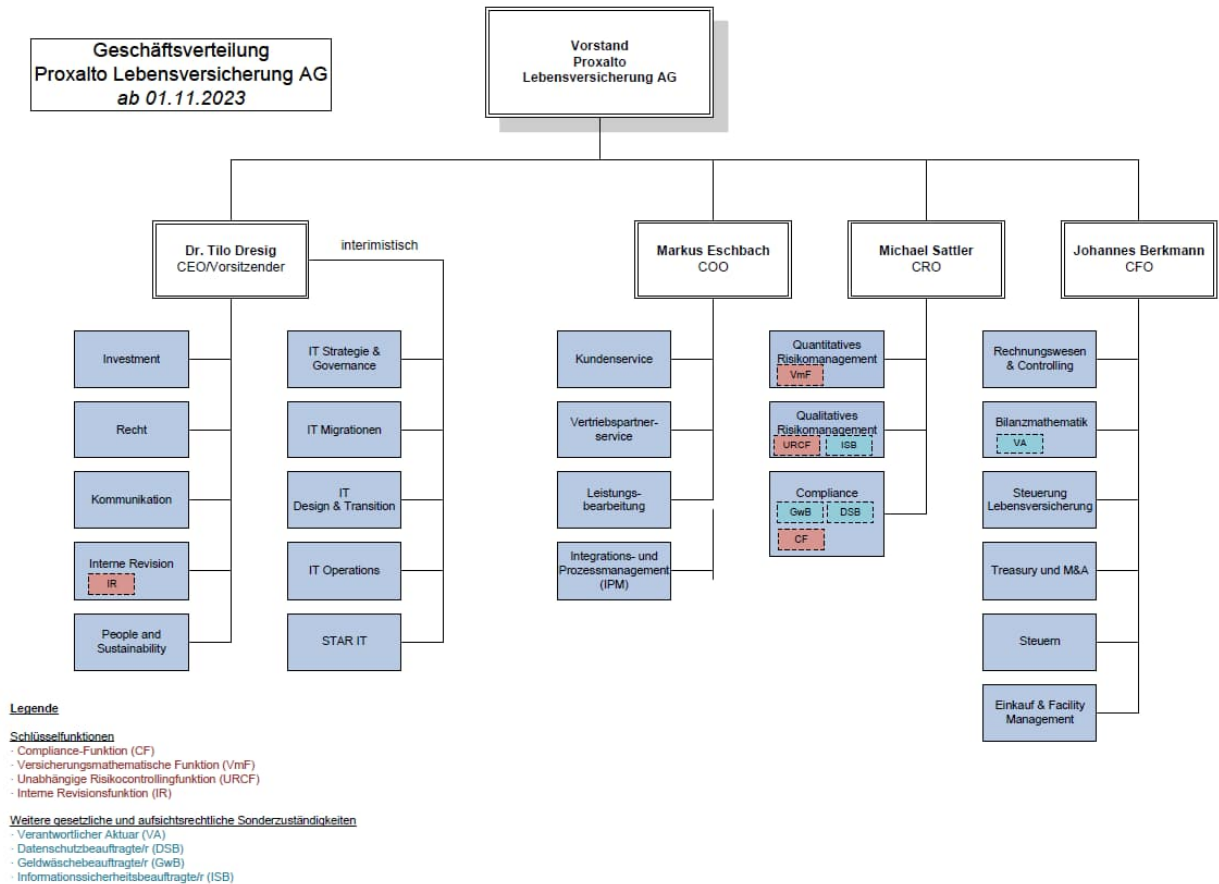 Geschäftsverteilung
Proxalto Lebensversicherung AG
ab 01.11.2023
Vorstand
Proxalto
Lebensversicherung AG
Dr. Tilo Dresig
CEO/Vorsitzender
interimistisch
Markus Eschbach
COO
Michael Sattler
CRO
Johannes Berkmann
CFO
Investment
Recht
Kommunikation
Interne Revision
IR
People and
Sustainability
IT Strategie &
Governance
IT Migrationen
IT
Design & Transition
IT Operations
STAR IT
Kundenservice
Vertriebspartner-
service
Leistungs-
bearbeitung
Integrations- und
Prozessmanagement
(IPM)
Quantitatives
Risikomanagement
VmF
Qualitatives
Risikomanagement
URCF ISB
Compliance
GwB DSB
CF
Rechnungswesen
& Controlling
Bilanzmathematik
VA
Steuerung
Lebensversicherung
Treasury und M&A
Steuern
Einkauf & Facility
Management
Legende
Schlüsselfunktionen
· Compliance-Funktion (CF)
· Versicherungsmathematische Funktion (VmF)
· Unabhängige Risikocontrollingfunktion (URCF)
· Interne Revisionsfunktion (IR)
Weitere gesetzliche und aufsichtsrechtliche Sonderzuständigkeiten
· Verantwortlicher Aktuar (VA)
· Datenschutzbeauftragte/r (DSB)
· Geldwäschebeauftragte/r (GwB)
· Informationssicherheitsbeauftragte/r (ISB)